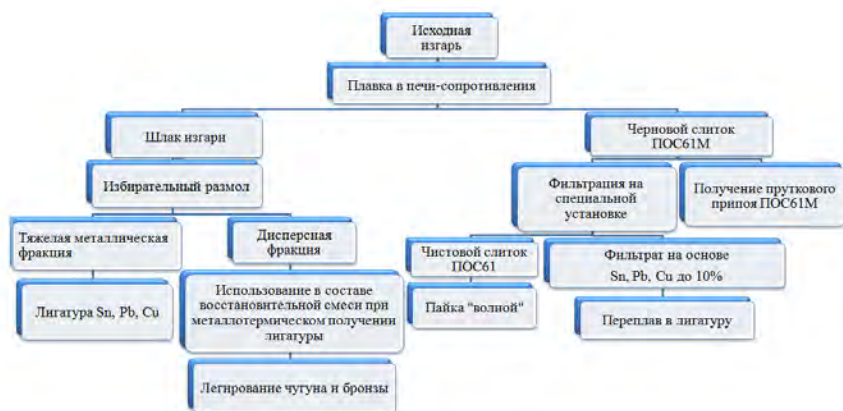 Исходная
изгарь
Плавка в печи-сопротивления
Шлак изгари
Черновой слиток
ПОС61М
Избирательный размол
Фильтрация на
специальной
установке
Получение пруткового
припоя ПОС61М
Тяжелая металлическая
фракция
Дисперсная
фракция
Чистовой слиток
ПОС61
Фильтрат на основе
Sn, Pb, Cu до 10%
Лигатура Sn, Pb, Cu
Использование в составе
восстановительной смеси при
металлотермическом получении
лигатуры
Пайка "волной"
Переплав в лигатуру
Легирование чугуна и бронзы